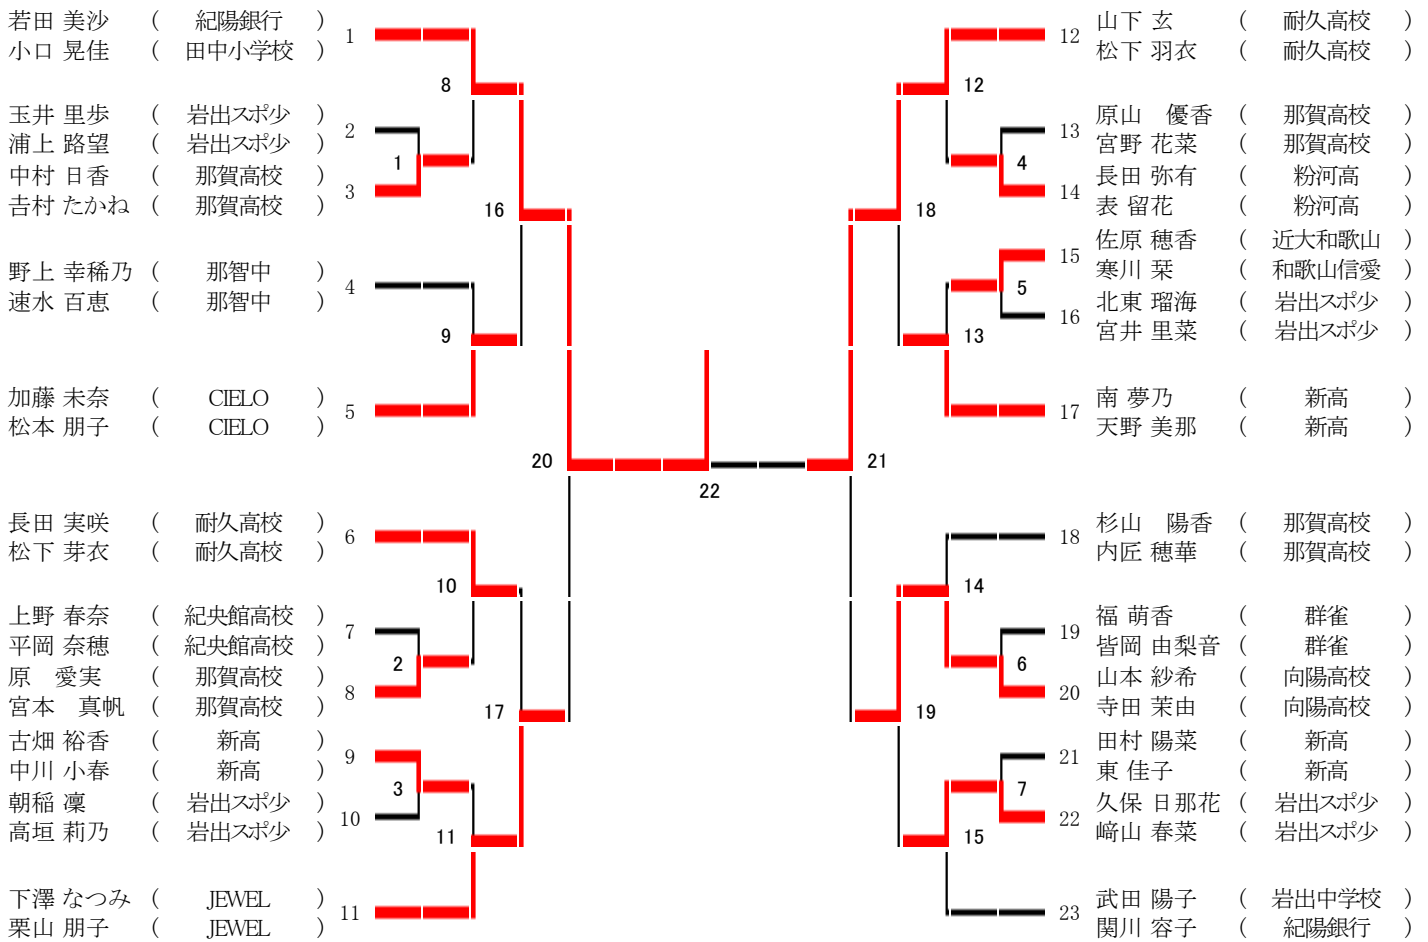 若田 美沙 （ 紀陽銀行 ）
小口 晃佳 （ 田中小学校 ）
1
8
玉井 里歩 （ 岩出スポ少 ）
浦上 路望 （ 岩出スポ少 ）
2
1
中村 日香 （ 那賀高校 ）
𠮷村 たかね （ 那賀高校 ）
3
16
野上 幸稀乃 （ 那智中 ）
速水 百恵 （ 那智中 ）
4
9
加藤 未奈 （ CIELO ）
松本 朋子 （ CIELO ）
5
20
22
長田 実咲 （ 耐久高校 ）
松下 芽衣 （ 耐久高校 ）
6
10
上野 春奈 （ 紀央館高校 ）
平岡 奈穂 （ 紀央館高校 ）
7
2
原　愛実 （ 那賀高校 ）
宮本　真帆 （ 那賀高校 ）
8
17
古畑 裕香 （ 新高 ）
中川 小春 （ 新高 ）
9
3
朝稲 凜 （ 岩出スポ少 ）
高垣 莉乃 （ 岩出スポ少 ）
10
11
下澤 なつみ （ JEWEL ）
栗山 朋子 （ JEWEL ）
11
12 山下 玄 （ 耐久高校 ）
松下 羽衣 （ 耐久高校 ）
12
原山　優香 （ 那賀高校 ）
13
宮野 花菜 （ 那賀高校 ）
4
長田 弥有 （ 粉河高 ）
14
表 留花 （ 粉河高 ）
18
佐原 穂香 （ 近大和歌山 ）
15
寒川 栞 （ 和歌山信愛 ）
5
北東 瑠海 （ 岩出スポ少 ）
16
宮井 里菜 （ 岩出スポ少 ）
13
南 夢乃 （ 新高 ）
17
天野 美那 （ 新高 ）
21
杉山　陽香 （ 那賀高校 ）
18
内匠 穂華 （ 那賀高校 ）
14
福 萌香 （ 群雀 ）
19
皆岡 由梨音 （ 群雀 ）
6
山本 紗希 （ 向陽高校 ）
20
寺田 茉由 （ 向陽高校 ）
19
田村 陽菜 （ 新高 ）
21
東 佳子 （ 新高 ）
7
久保 日那花 （ 岩出スポ少 ）
22
﨑山 春菜 （ 岩出スポ少 ）
15
武田 陽子 （ 岩出中学校 ）
23
関川 容子 （ 紀陽銀行 ）